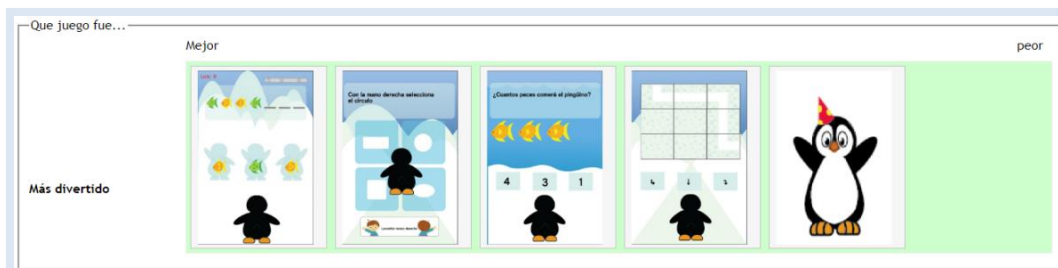 Que juego fue...
Mejor
peor
Con la mano derecha selecciona
el círculo
¿Cuantos peces comerá el pingüino?
4 3 1
Más divertido